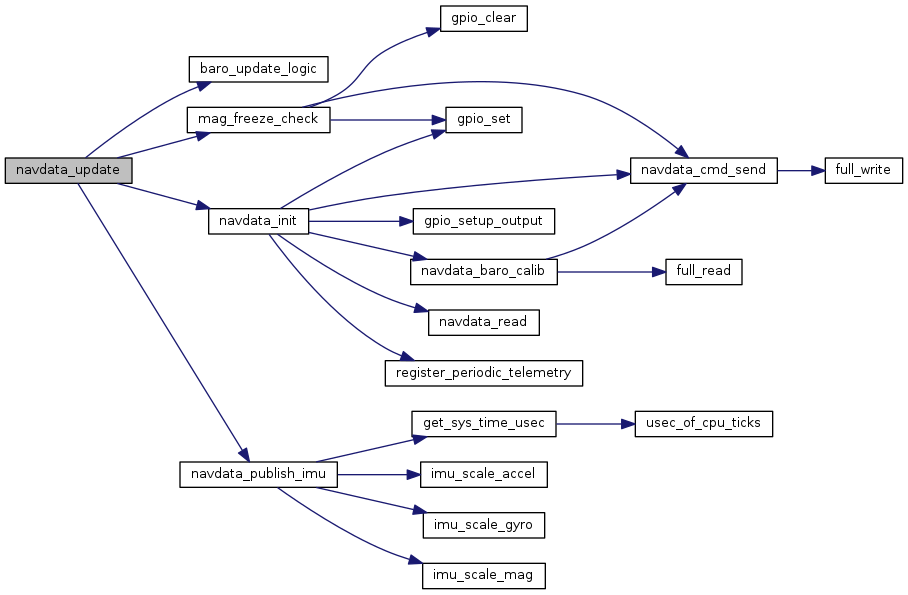 gpio_clear
baro_update_logic
mag_freeze_check
gpio_set
navdata_update
navdata_cmd_send
full_write
navdata_init
gpio_setup_output
navdata_baro_calib
full_read
navdata_read
register_periodic_telemetry
get_sys_time_usec
usec_of_cpu_ticks
navdata_publish_imu
imu_scale_accel
imu_scale_gyro
imu_scale_mag